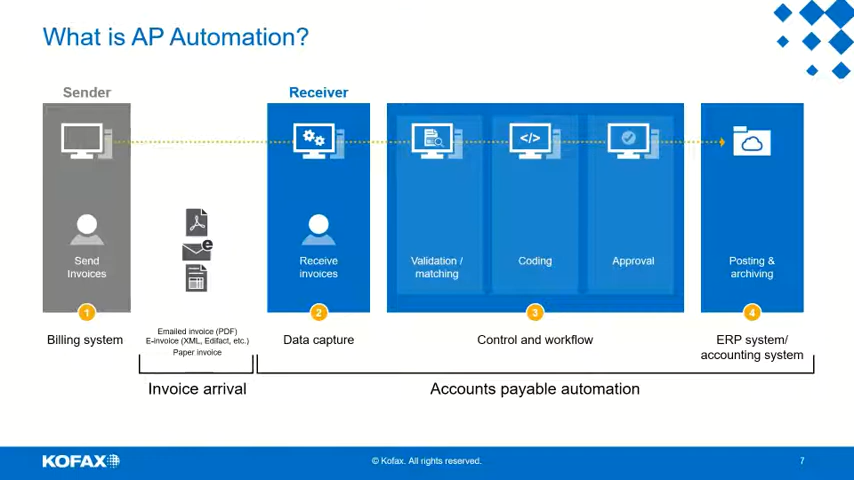 What is AP Automation?
Sender
Receiver
</>
e
Send
Invoices
Receive
invoices
Validation /
matching
Coding
Approval
Posting &
archiving
1
2
3
4
Billing system
Emailed invoice (PDF)
E-invoice (XML, Edifact, etc.)
Paper invoice
Data capture
Control and workflow
ERP system/
accounting system
Invoice arrival
Accounts payable automation
KOFAX
© Kofax. All rights reserved.
7